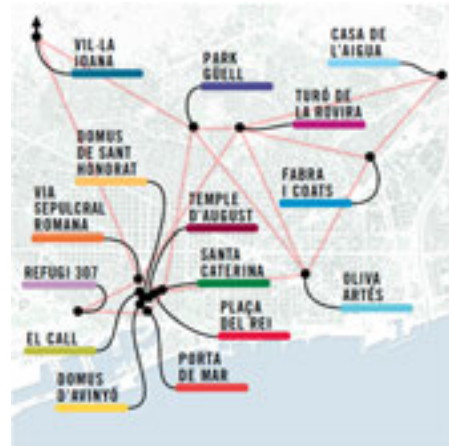 VIL·LA
JOANA
PARK
GÜELL
CASA DE
L'AIGUA
TURÓ DE
LA ROVIRA
DOMUS
DE SANT
HONORAT
FABRA
I COATS
VIA
SEPULCRAL
ROMANA
TEMPLE
D'AUGUST
REFUGI 307
SANTA
CATERINA
OLIVA
ARTÉS
PLAÇA
DEL REI
EL CALL
PORTA
DE MAR
DOMUS
D'AVINYÓ